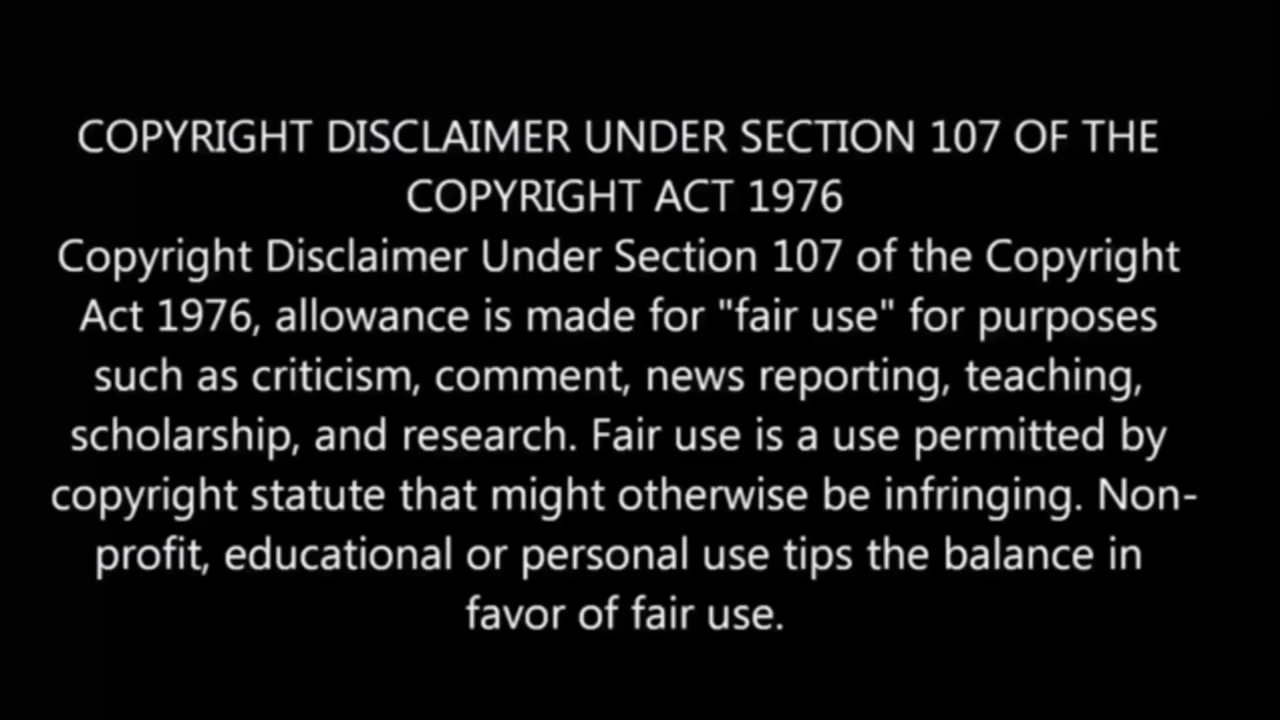 COPYRIGHT DISCLAIMER UNDER SECTION 107 OF THE
COPYRIGHT ACT 1976
Copyright Disclaimer Under Section 107 of the Copyright
Act 1976, allowance is made for "fair use" for purposes
such as criticism, comment, news reporting, teaching,
scholarship, and research. Fair use is a use permitted by
copyright statute that might otherwise be infringing. Non-
profit, educational or personal use tips the balance in
favor of fair use.